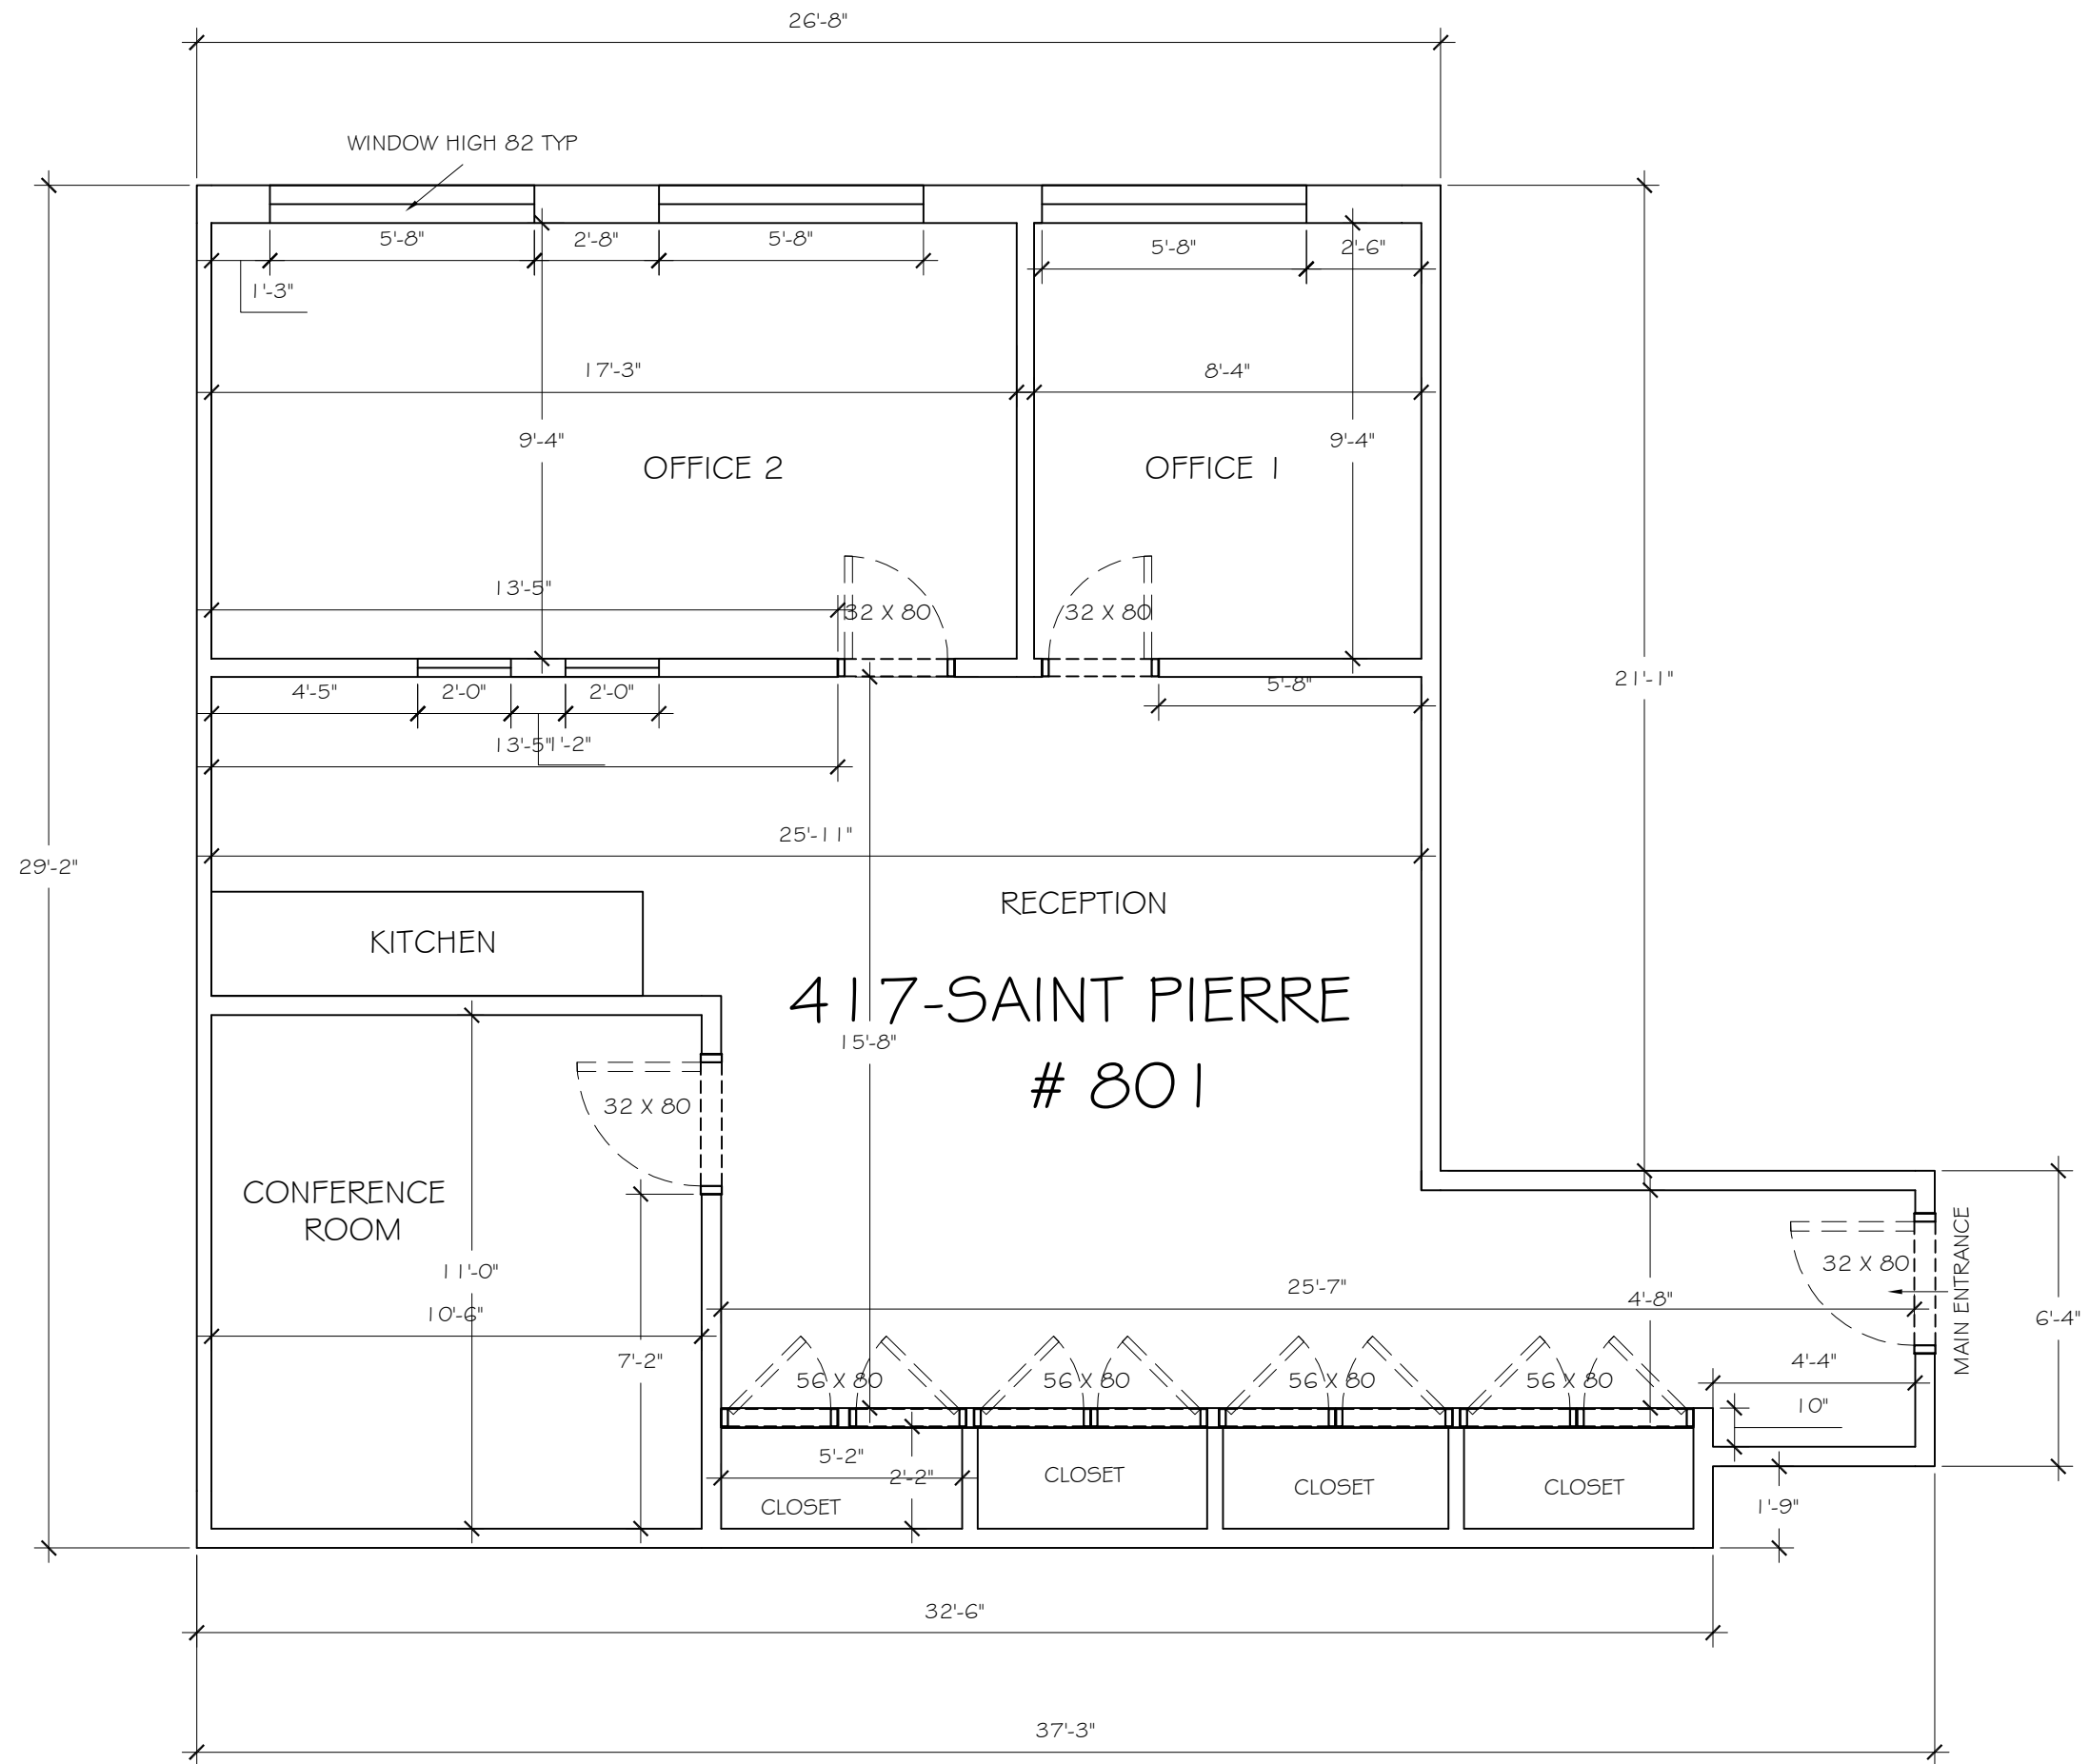 26'-8"
WINDOW HIGH 82 TYP
5'-8"
2'-8"
5'-8"
5'-8"
2'-6"
1'-3"
17'-3"
8'-4"
9'-4"
9'-4"
OFFICE 2
OFFICE 1
13'-5"
32 X 80
32 X 80
21'-1"
4'-5"
2'-0"
2'-0"
5'-8"
13'-5"
1'-2"
25'-11"
29'-2"
RECEPTION
KITCHEN
417-SAINT PIERRE
15'-8"
# 801
32 X 80
CONFERENCE
ROOM
MAIN ENTRANCE
32 X 80
11'-0"
25'-7"
4'-8"
10'-6"
6'-4"
7'-2"
4'-4"
56 X 80
56 X 80
56 X 80
56 X 80
10"
5'-2"
2'-2"
CLOSET
CLOSET
CLOSET
CLOSET
1'-9"
32'-6"
37'-3"